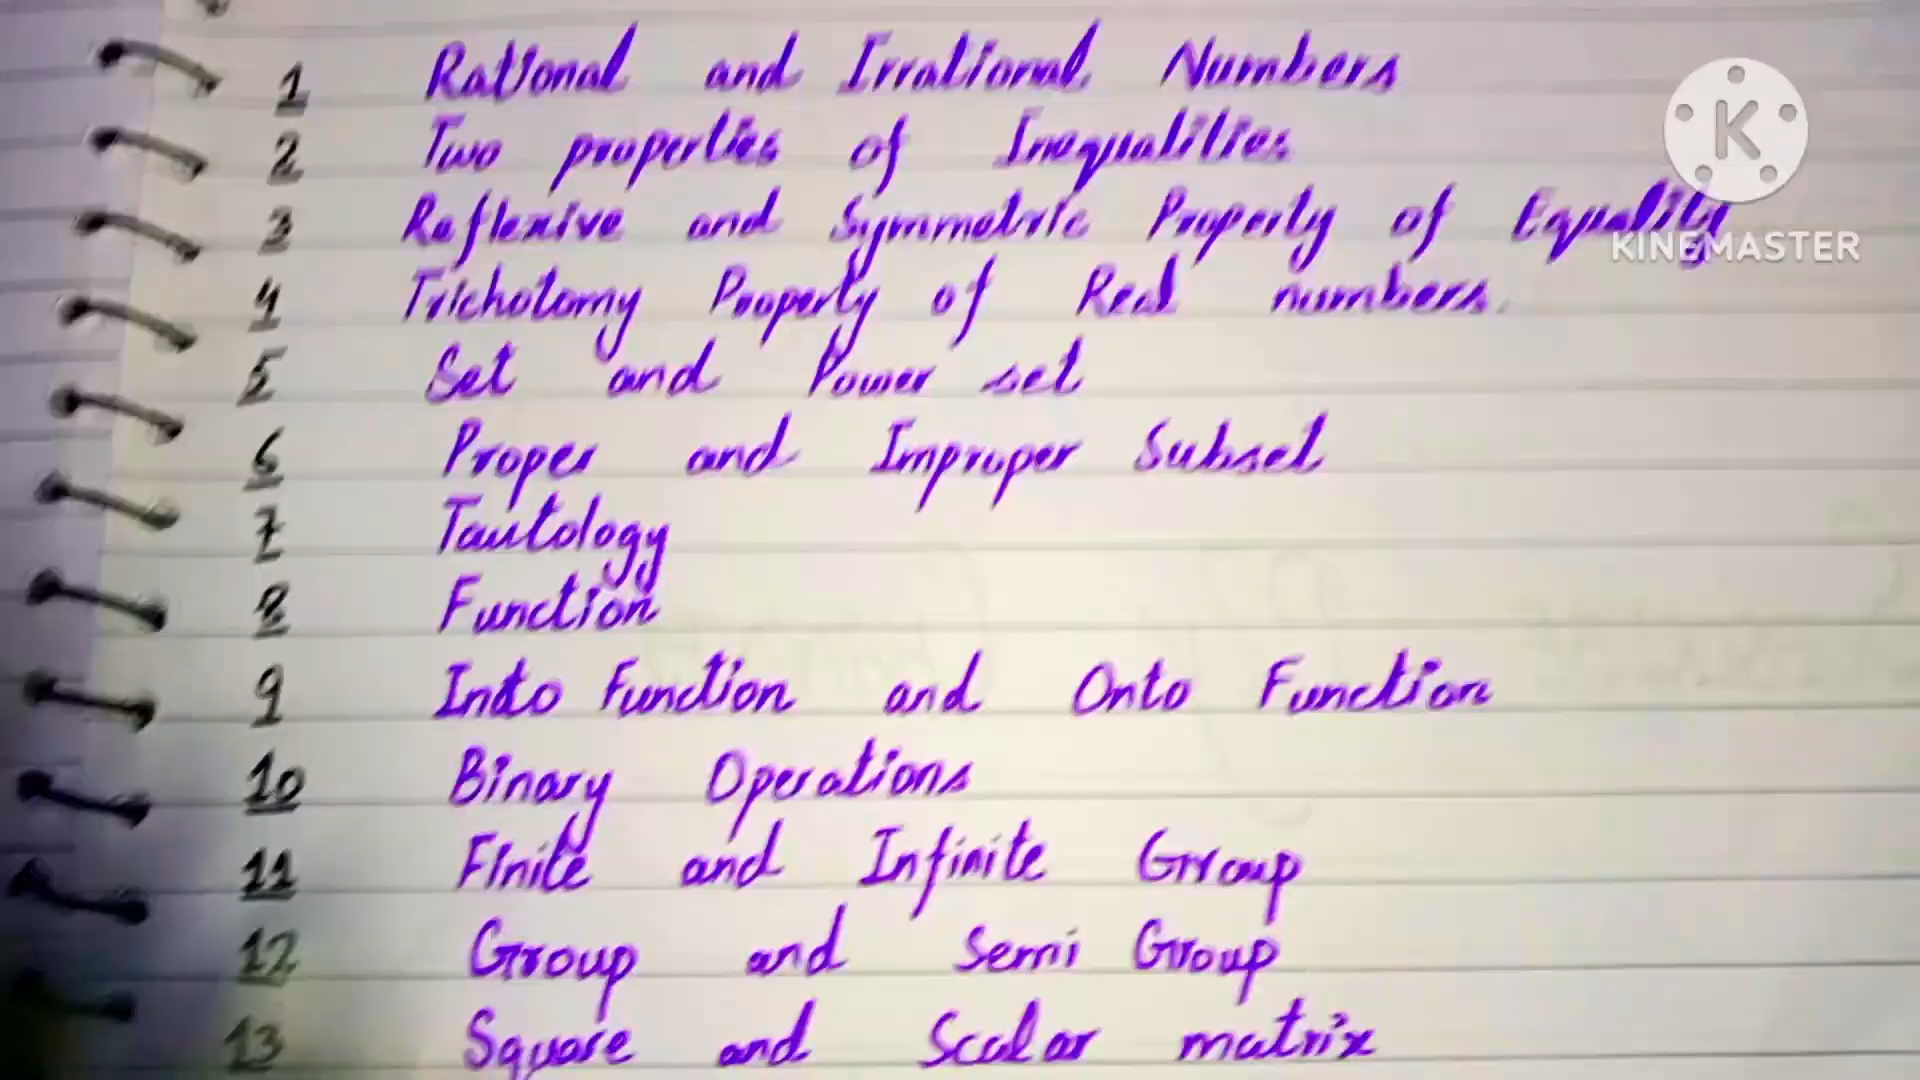 1 Rational and Irrational Numbers
2 Two properties of Inequalities
3 Reflexive and Symmetric Property of Equality
4 Trichotomy Property of Real numbers.
5 Set and Power set
6 Proper and Improper Subset
7 Tautology
8 Function
9 Into Function and Onto Function
10 Binary Operations
11 Finite and Infinite Group
12 Group and Semi Group
13 Square and Scalar matrix
K
KINEMASTER